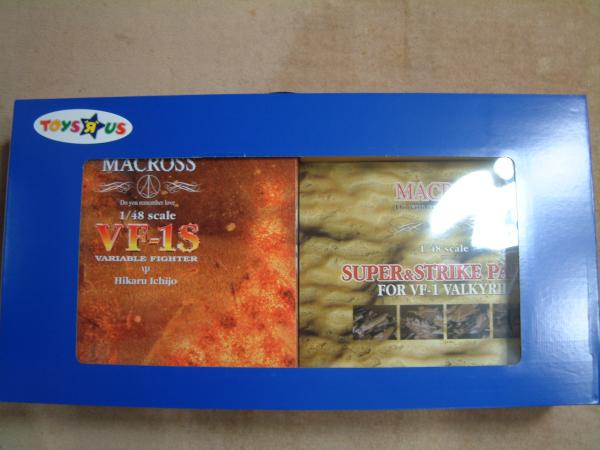 TOYS R US
MACROSS
Do you remember love
1/48 scale
VF-1S
VARIABLE FIGHTER
Hikaru Ichijo
MACROSS
1/48 scale
SUPER&STRIKE PA
FOR VF-1 VALKYRI